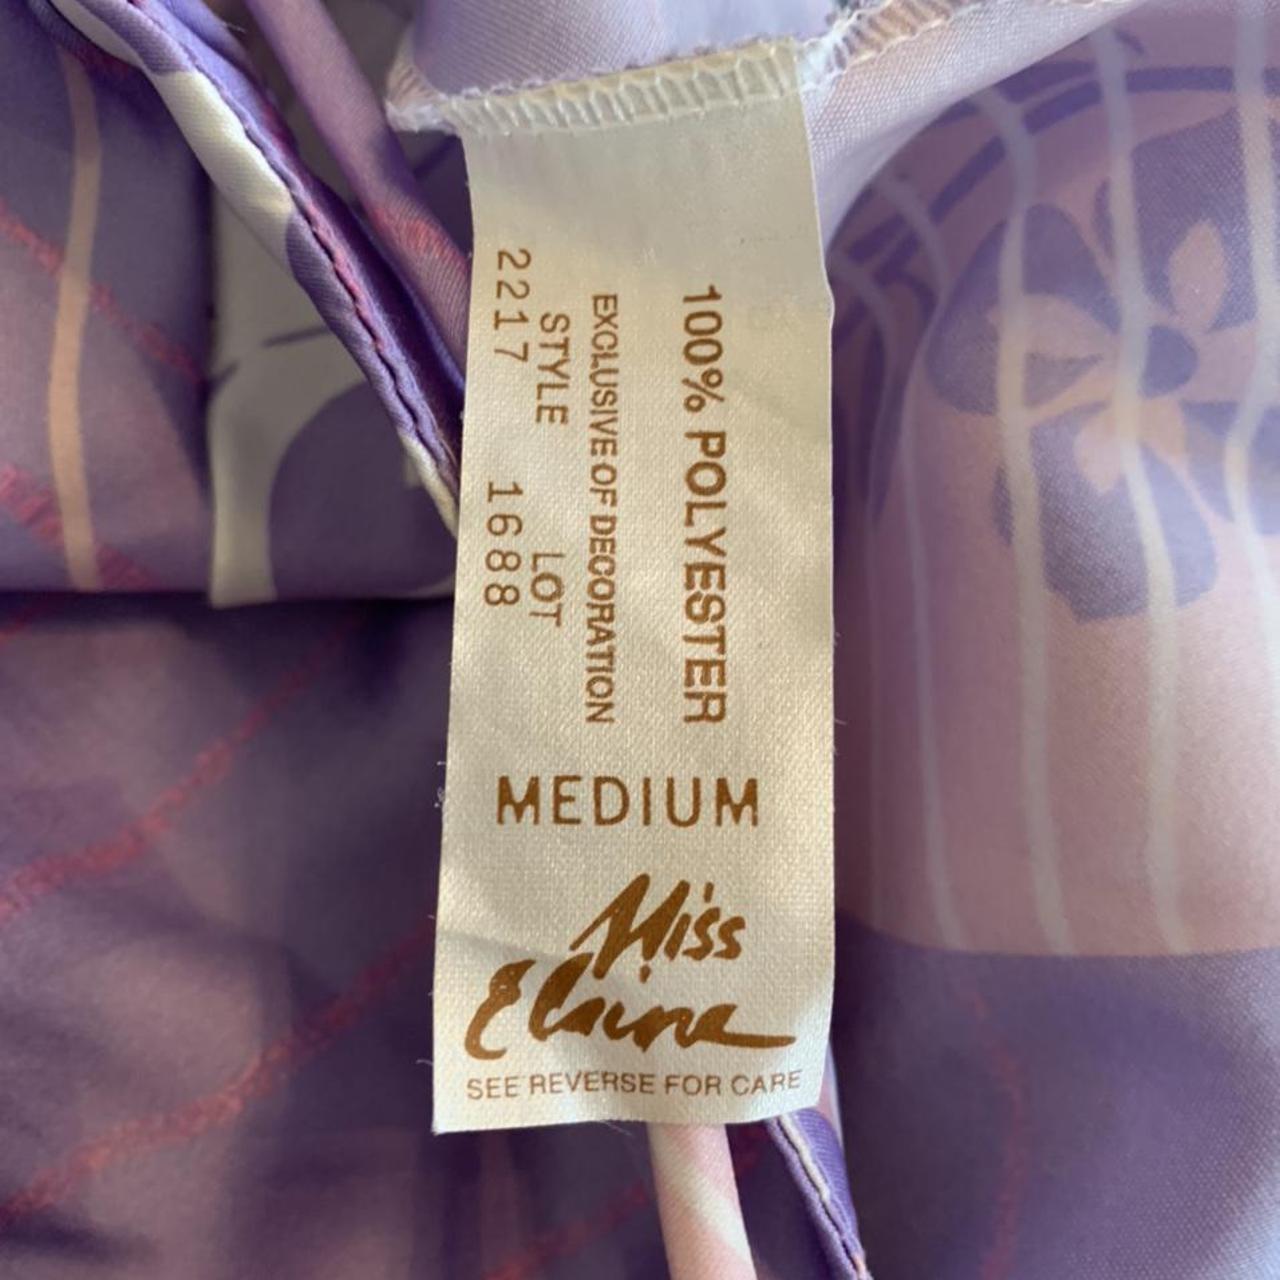 100% POLYESTER
EXCLUSIVE OF DECORATION
STYLE LOT
2217 1688
MEDIUM
Miss
Elaine
SEE REVERSE FOR CARE